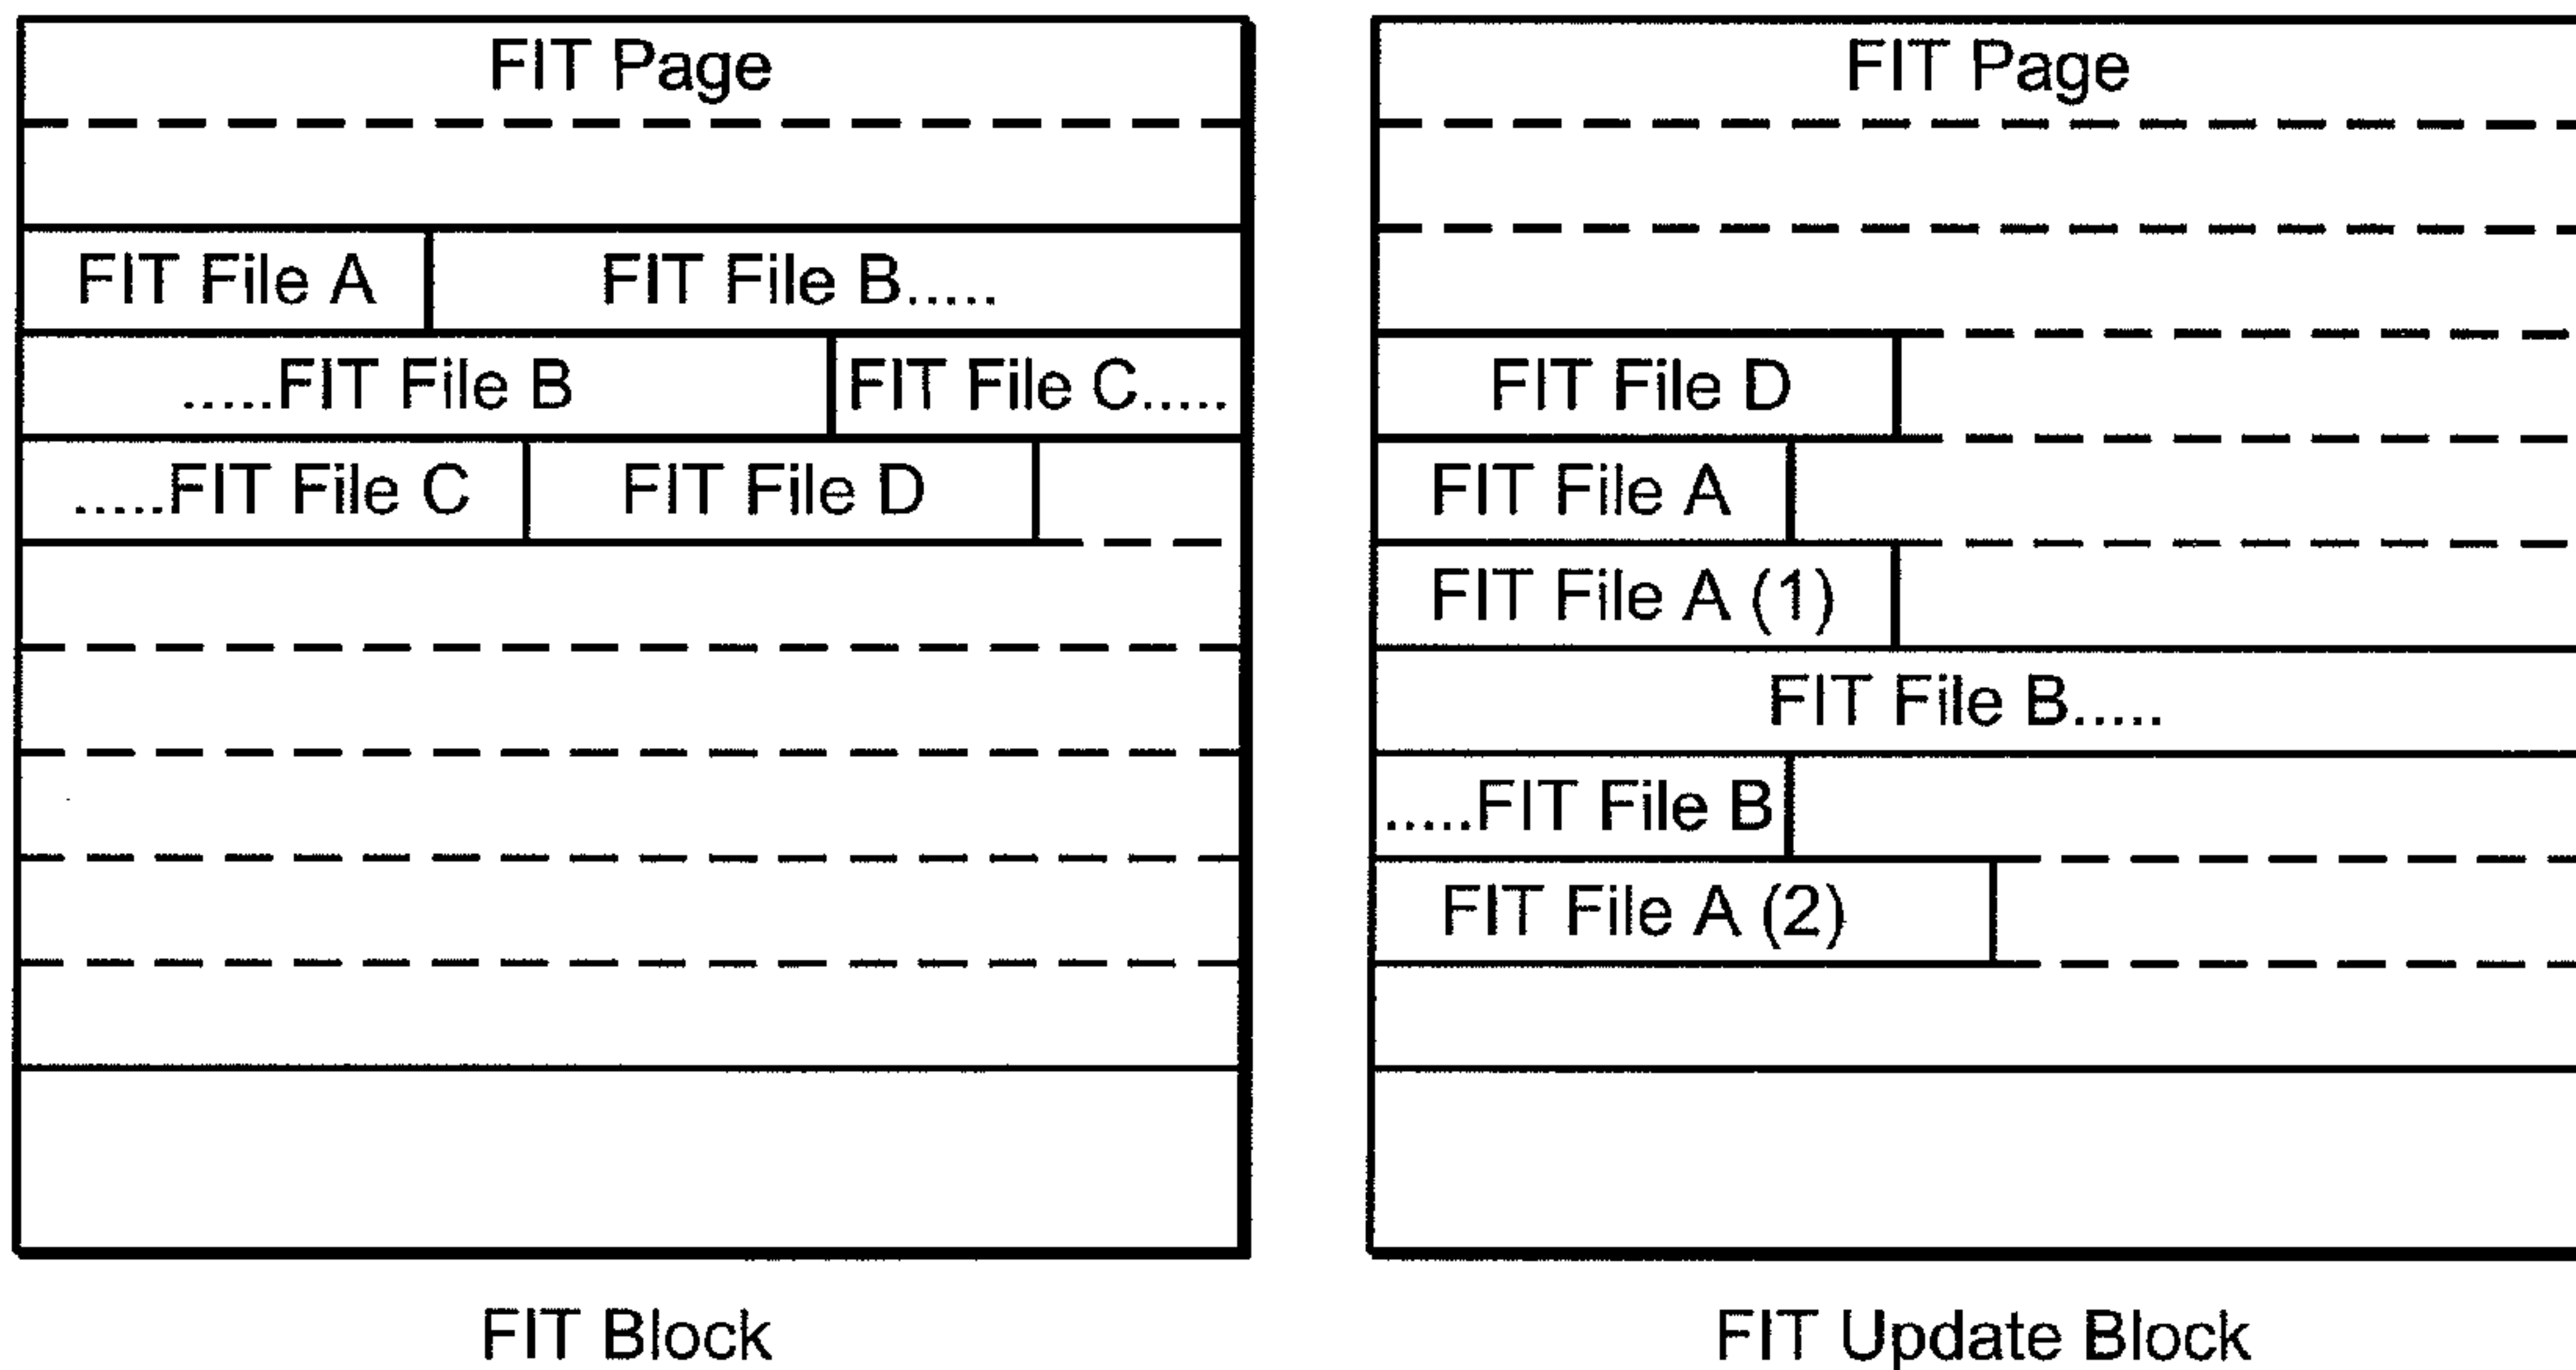 FIT Page
FIT File A
FIT File B.....
.....FIT File B
FIT File C.....
.....FIT File C
FIT File D
FIT Block
FIT Page
FIT File D
FIT File A
FIT File A (1)
FIT File B.....
.....FIT File B
FIT File A (2)
FIT Update Block